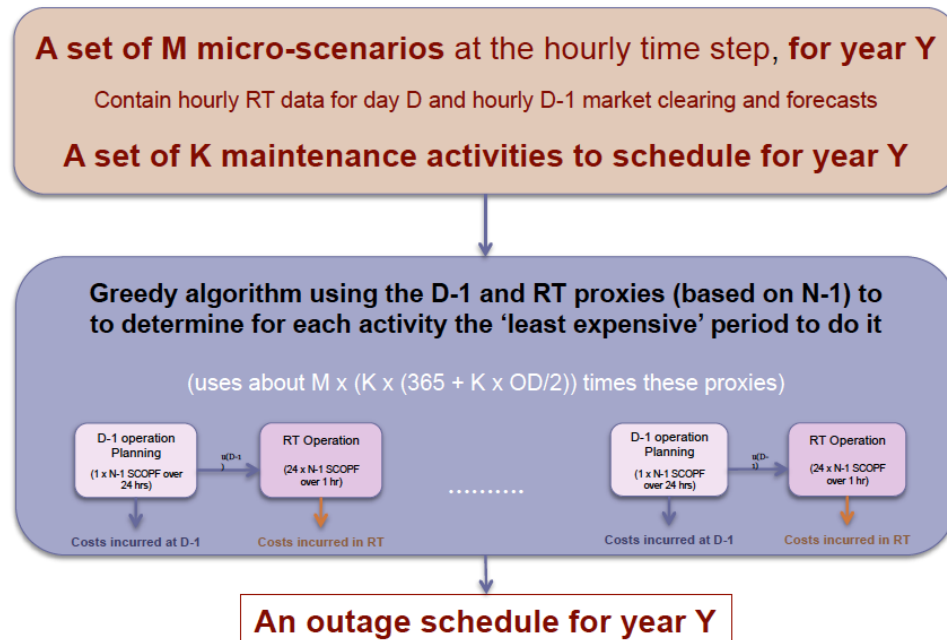 A set of M micro-scenarios at the hourly time step, for year Y
Contain hourly RT data for day D and hourly D-1 market clearing and forecasts
A set of K maintenance activities to schedule for year Y
Greedy algorithm using the D-1 and RT proxies (based on N-1) to
to determine for each activity the ‘least expensive’ period to do it
(uses about M x (K x (365 + K x OD/2)) times these proxies)
D-1 operation
Planning
(1 x N-1 SCOPF over
24 hrs)
u(D-1
)
RT Operation
(24 x N-1 SCOPF
over 1 hr)
Costs incurred at D-1
Costs incurred in RT
..........
D-1 operation
Planning
(1 x N-1 SCOPF
over 24 hrs)
u(D-
1)
RT Operation
(24 x N-1 SCOPF
over 1 hr)
Costs incurred at D-1
Costs incurred in RT
An outage schedule for year Y